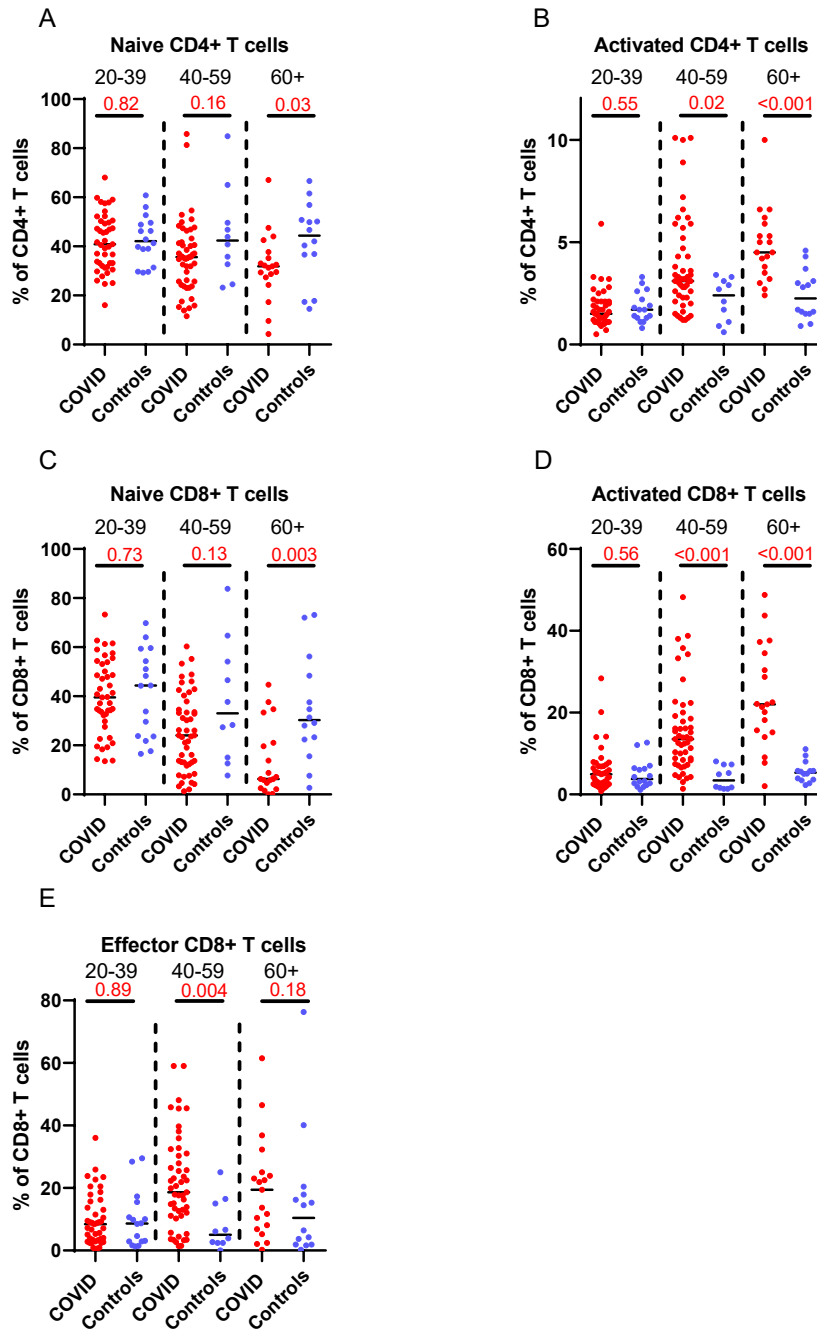 A
Naive CD4+ T cells
20-39 40-59 60+
0.82 0.16 0.03
% of CD4+ T cells
100
80
60
40
20
0
COVID Controls COVID Controls COVID Controls
B
Activated CD4+ T cells
20-39 40-59 60+
0.55 0.02 <0.001
% of CD4+ T cells
10
5
0
COVID Controls COVID Controls COVID Controls
C
Naive CD8+ T cells
20-39 40-59 60+
0.73 0.13 0.003
% of CD8+ T cells
100
80
60
40
20
0
COVID Controls COVID Controls COVID Controls
D
Activated CD8+ T cells
20-39 40-59 60+
0.56 <0.001 <0.001
% of CD8+ T cells
60
40
20
0
COVID Controls COVID Controls COVID Controls
E
Effector CD8+ T cells
20-39 40-59 60+
0.89 0.004 0.18
% of CD8+ T cells
80
60
40
20
0
COVID Controls COVID Controls COVID Controls